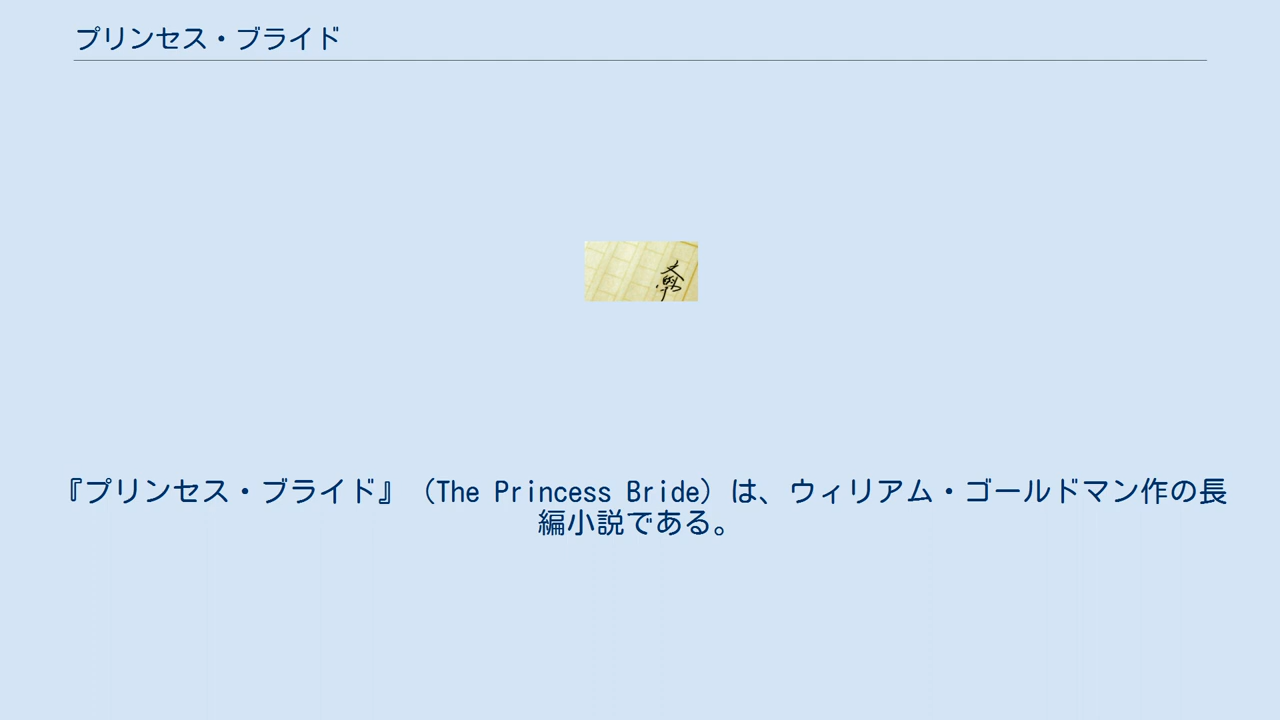 プリンセス・ブライド
『プリンセス・ブライド』（The Princess Bride）は、ウィリアム・ゴールドマン作の長
編小説である。